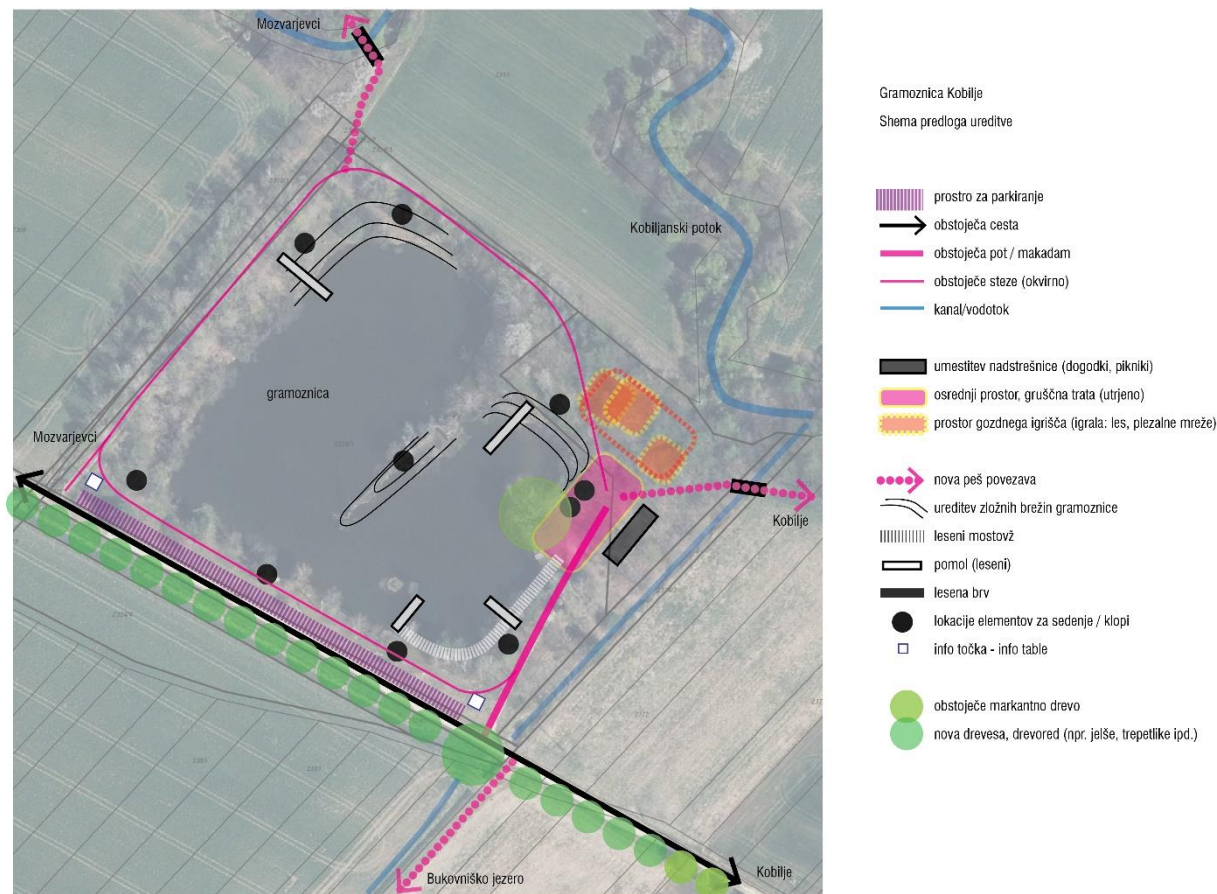 Mozvarjevci
Kobiljanski potok
gramoznica
Mozvarjevci
Kobilje
Bukovniško jezero
Kobilje
Gramoznica Kobilje
Shema predloga ureditve
prostro za parkiranje
obstoječa cesta
obstoječa pot / makadam
obstoječe steze (okvirno)
kanal/vodotok
umestitev nadstrešnice (dogodki, pikniki)
osrednji prostor, gruščna trata (utrjeno)
prostor gozdnega igrišča (igrala: les, plezalne mreže)
nova peš povezava
ureditev zložnih brežin gramoznice
leseni mostovž
pomol (leseni)
lesena brv
lokacije elementov za sedenje / klopi
info točka - info table
obstoječe markantno drevo
nova drevesa, drevored (npr. jelše, trepetlike ipd.)